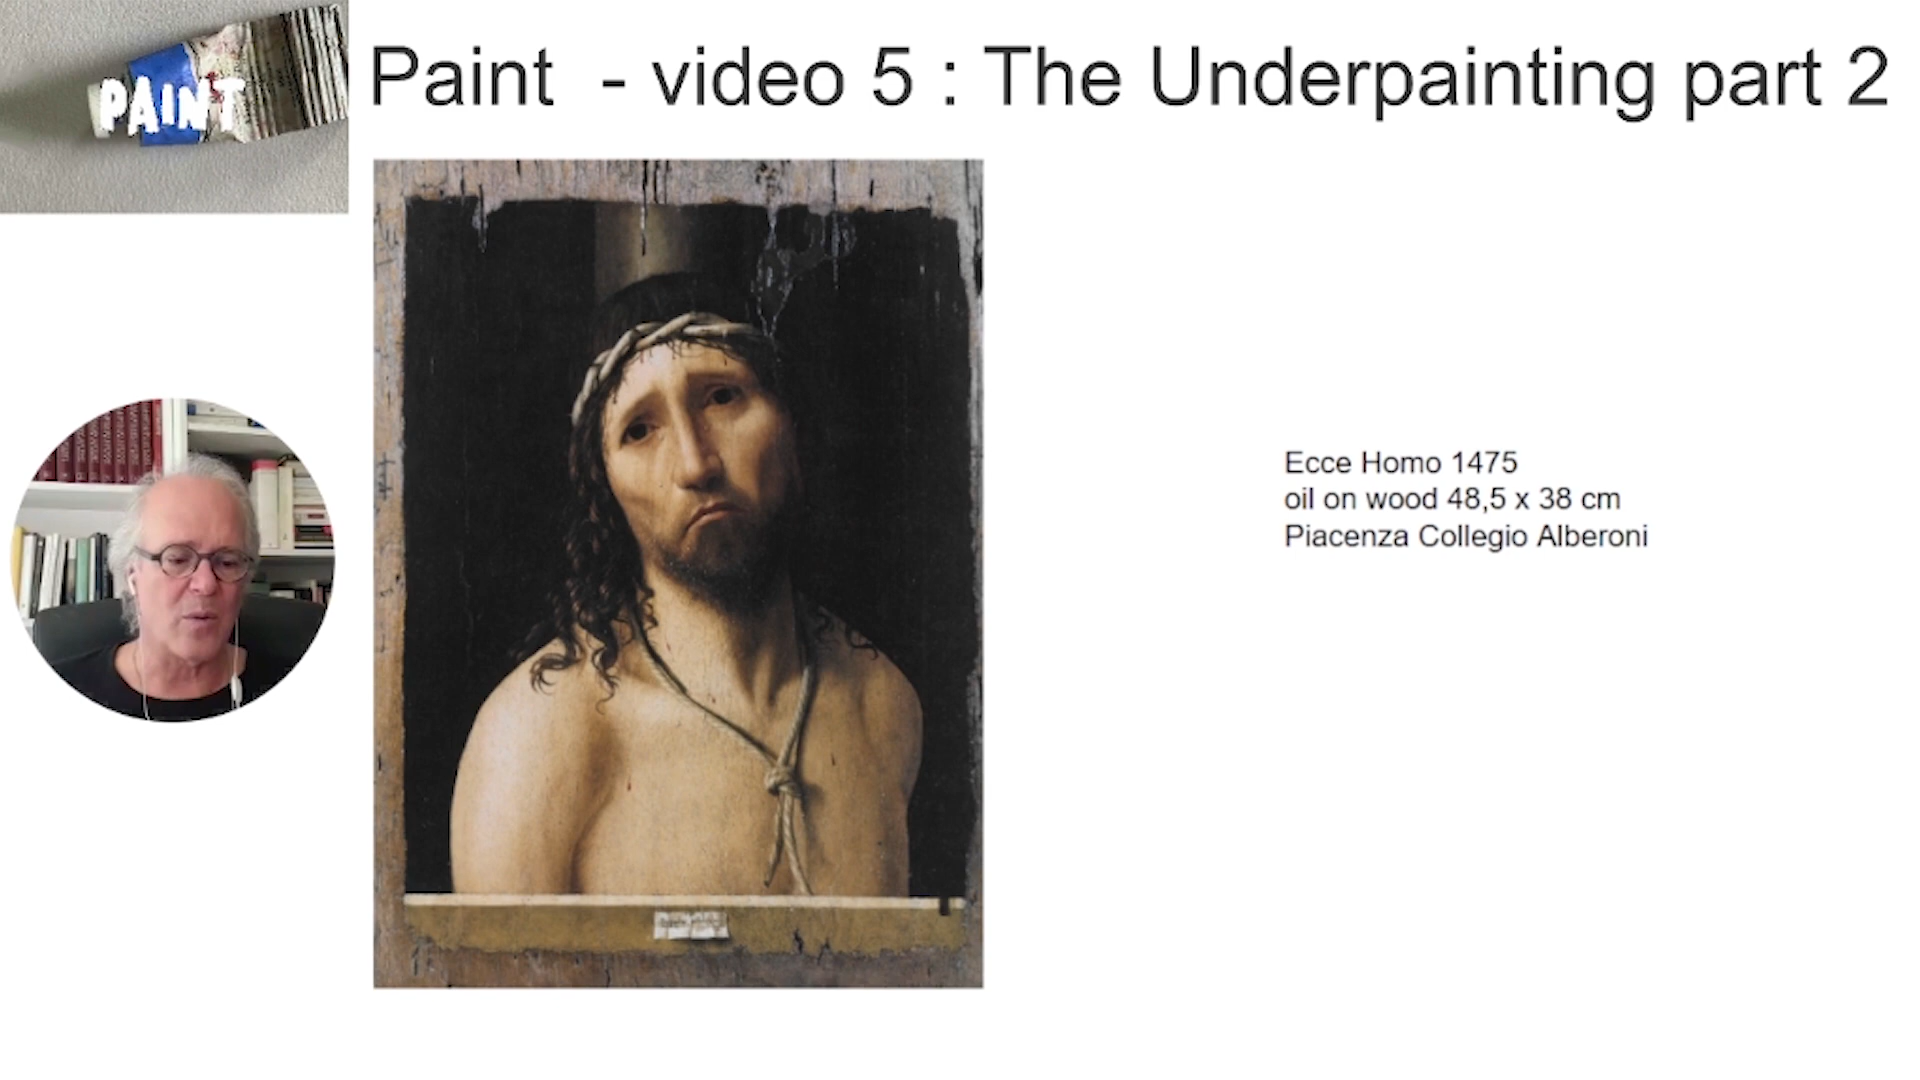 PAINT
Paint - video 5 : The Underpainting part 2
Ecce Homo 1475
oil on wood 48,5 x 38 cm
Piacenza Collegio Alberoni